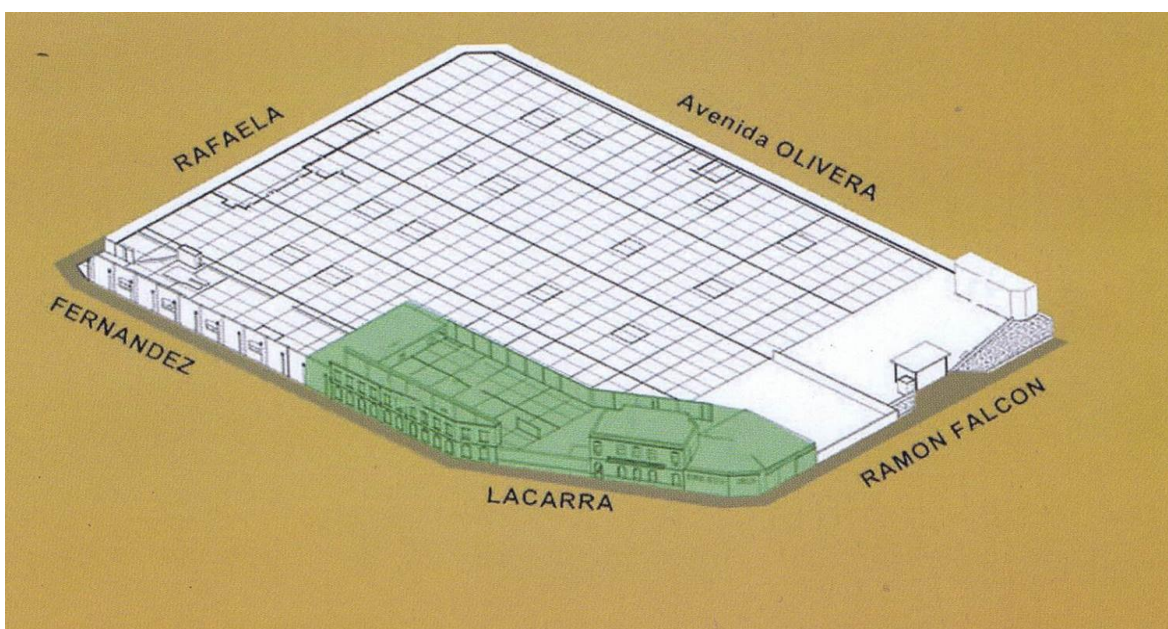 RAFAELA
Avenida OLIVERA
FERNANDEZ
LACARRA
RAMON FALCON